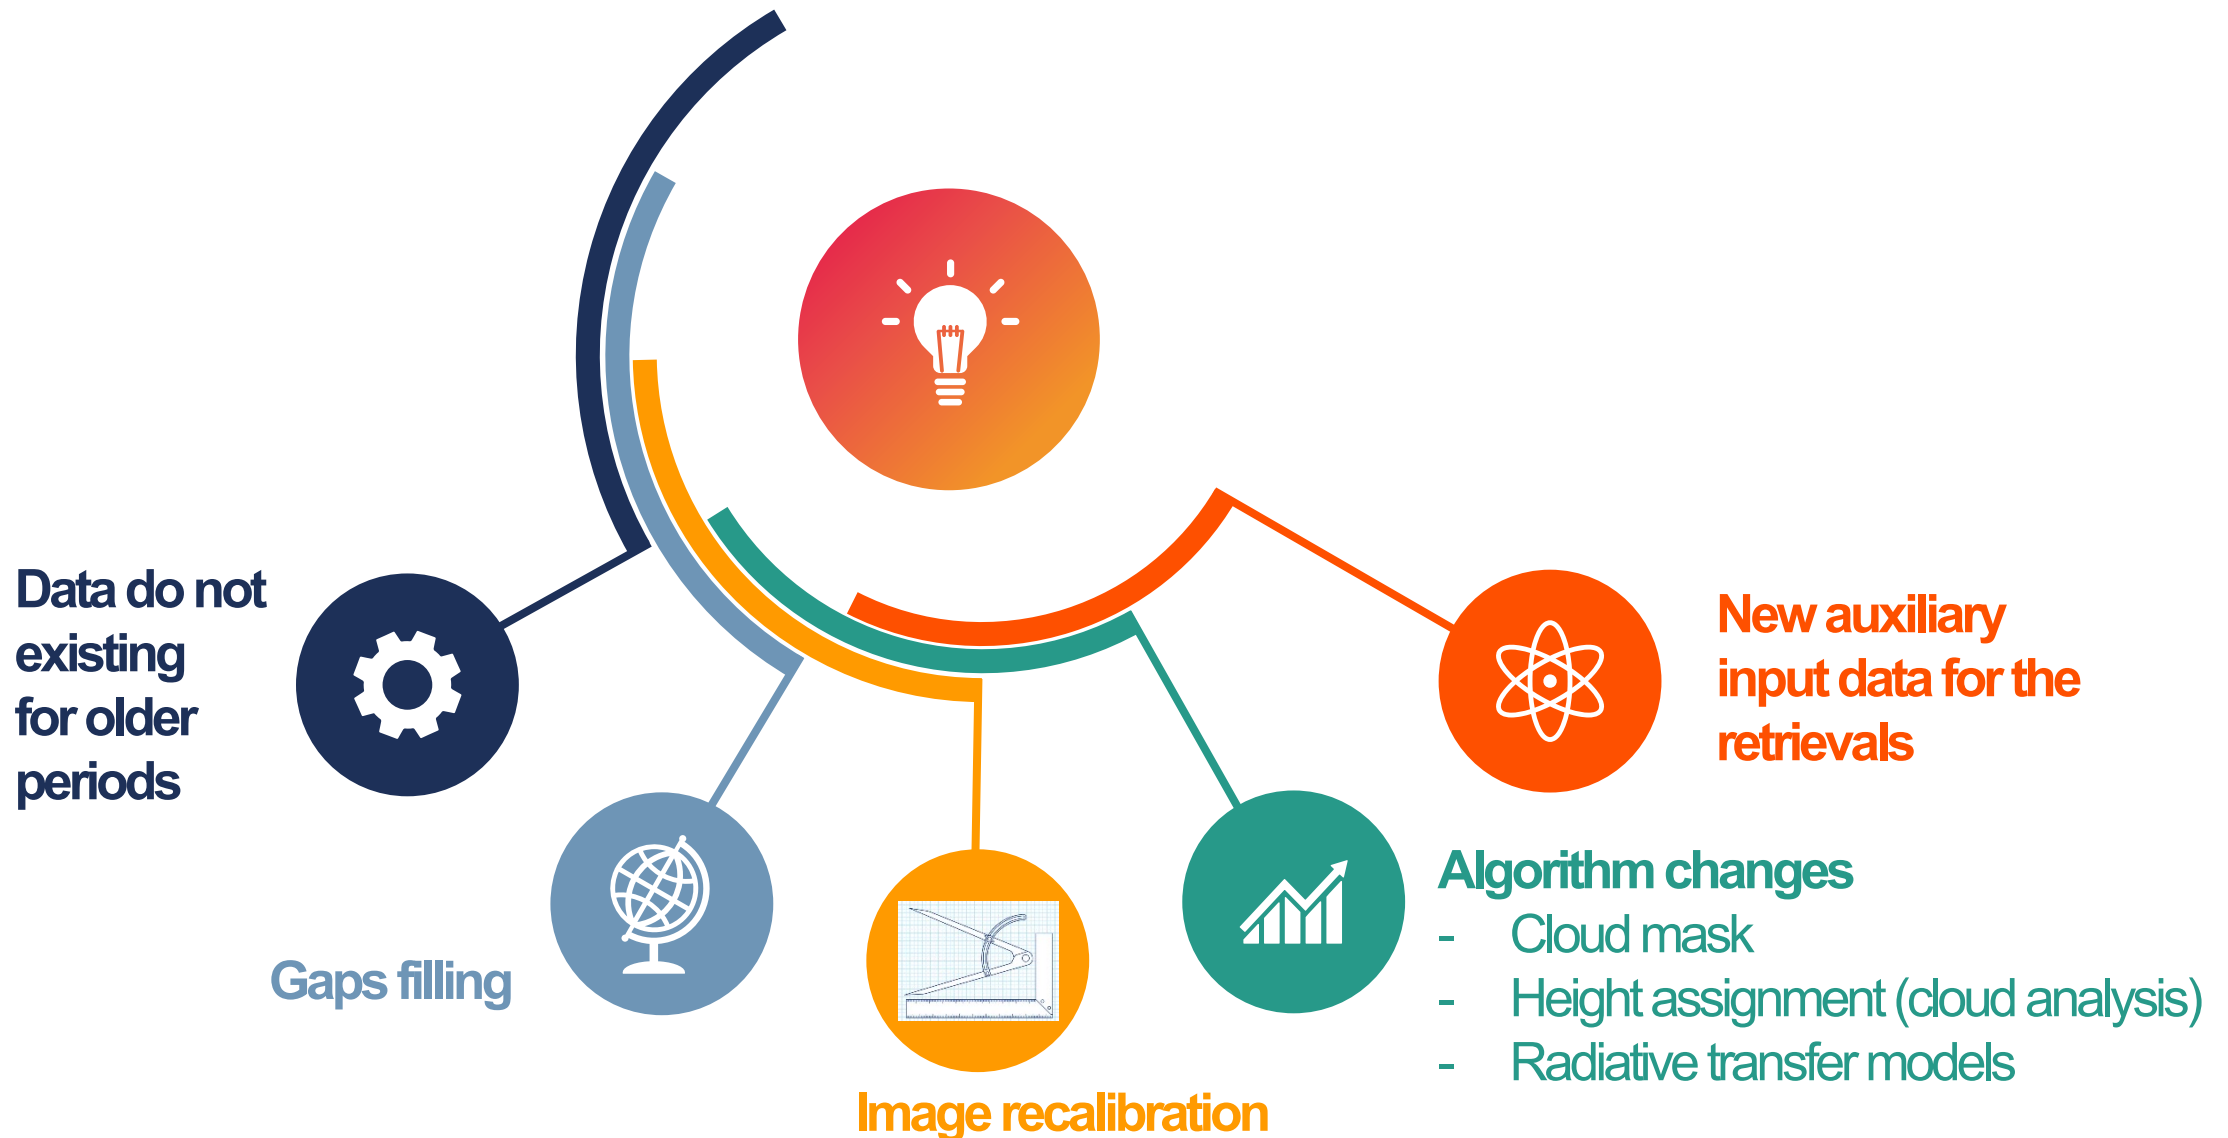 Data do not
existing
for older
periods
Gaps filling
Image recalibration
Algorithm changes
- Cloud mask
- Height assignment (cloud analysis)
- Radiative transfer models
New auxiliary
input data for the
retrievals